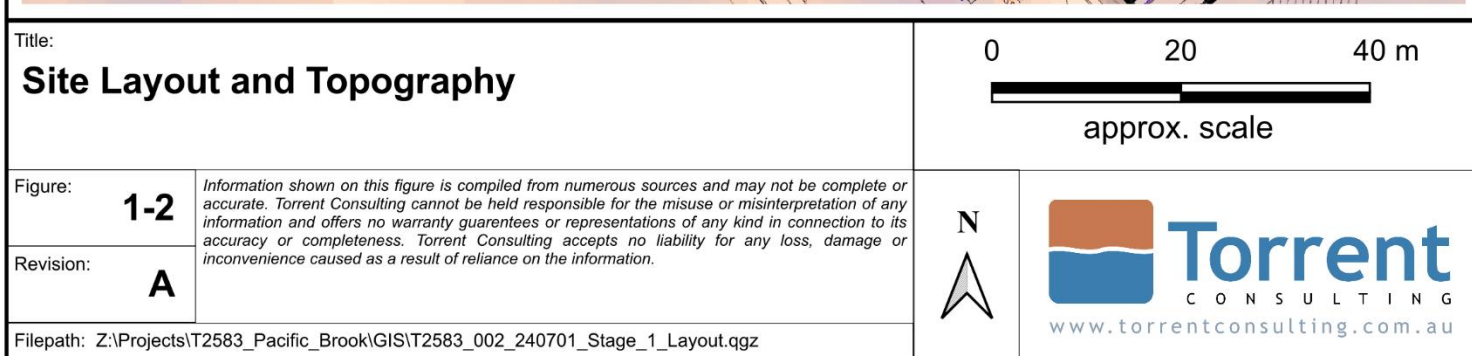 Title:
Site Layout and Topography
0 20 40 m
approx. scale
Figure:
1-2
Information shown on this figure is compiled from numerous sources and may not be complete or
accurate. Torrent Consulting cannot be held responsible for the misuse or misinterpretation of any
information and offers no warranty guarentees or representations of any kind in connection to its
accuracy or completeness. Torrent Consulting accepts no liability for any loss, damage or
inconvenience caused as a result of reliance on the information.
Revision:
A
Filepath: Z:\Projects\T2583_Pacific_Brook\GIS\T2583_002_240701_Stage_1_Layout.qgz
N
Torrent
CONSULTING
www.torrentconsulting.com.au